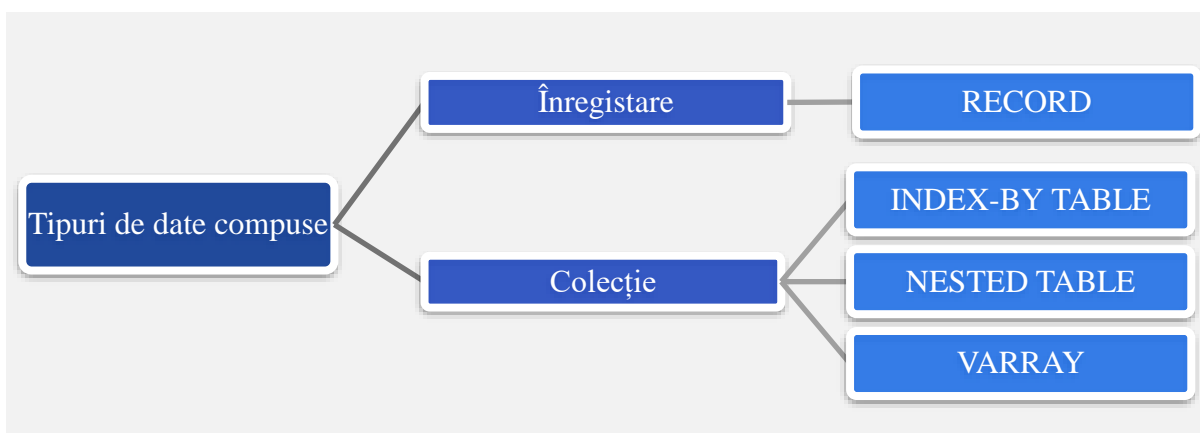 Tipuri de date compuse
Înregistare
RECORD
Colecție
INDEX-BY TABLE
NESTED TABLE
VARRAY